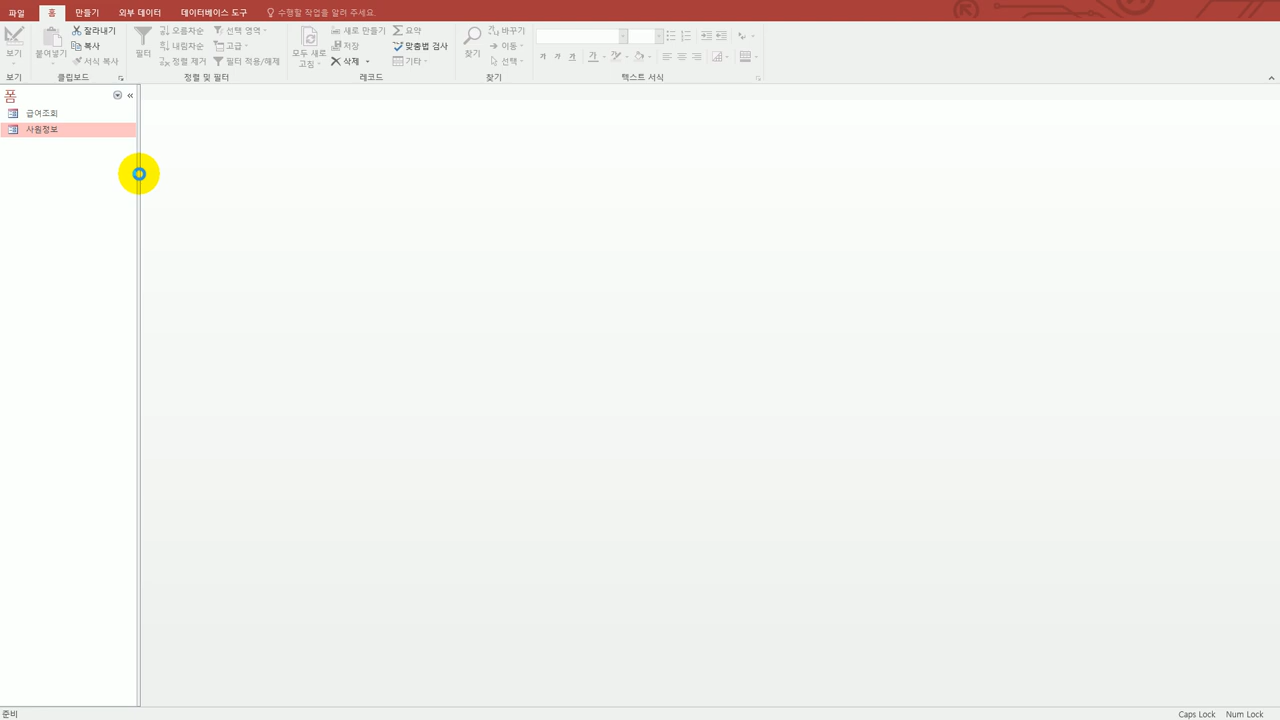 파일 홈 만들기 외부 데이터 데이터베이스 도구 수행할 작업을 알려 주세요.
보기
보기
붙여넣기
잘라내기
복사
서식 복사
클립보드
필터
오름차순
내림차순
정렬 제거
선택 영역
고급
필터 적용/해제
정렬 및 필터
모두 새로
고침
새로 만들기
저장
삭제
요약
맞춤법 검사
기타
레코드
찾기
바꾸기
이동
선택
찾기
가 가 가 가
텍스트 서식
폼
급여조회
사원정보
준비
Caps Lock Num Lock